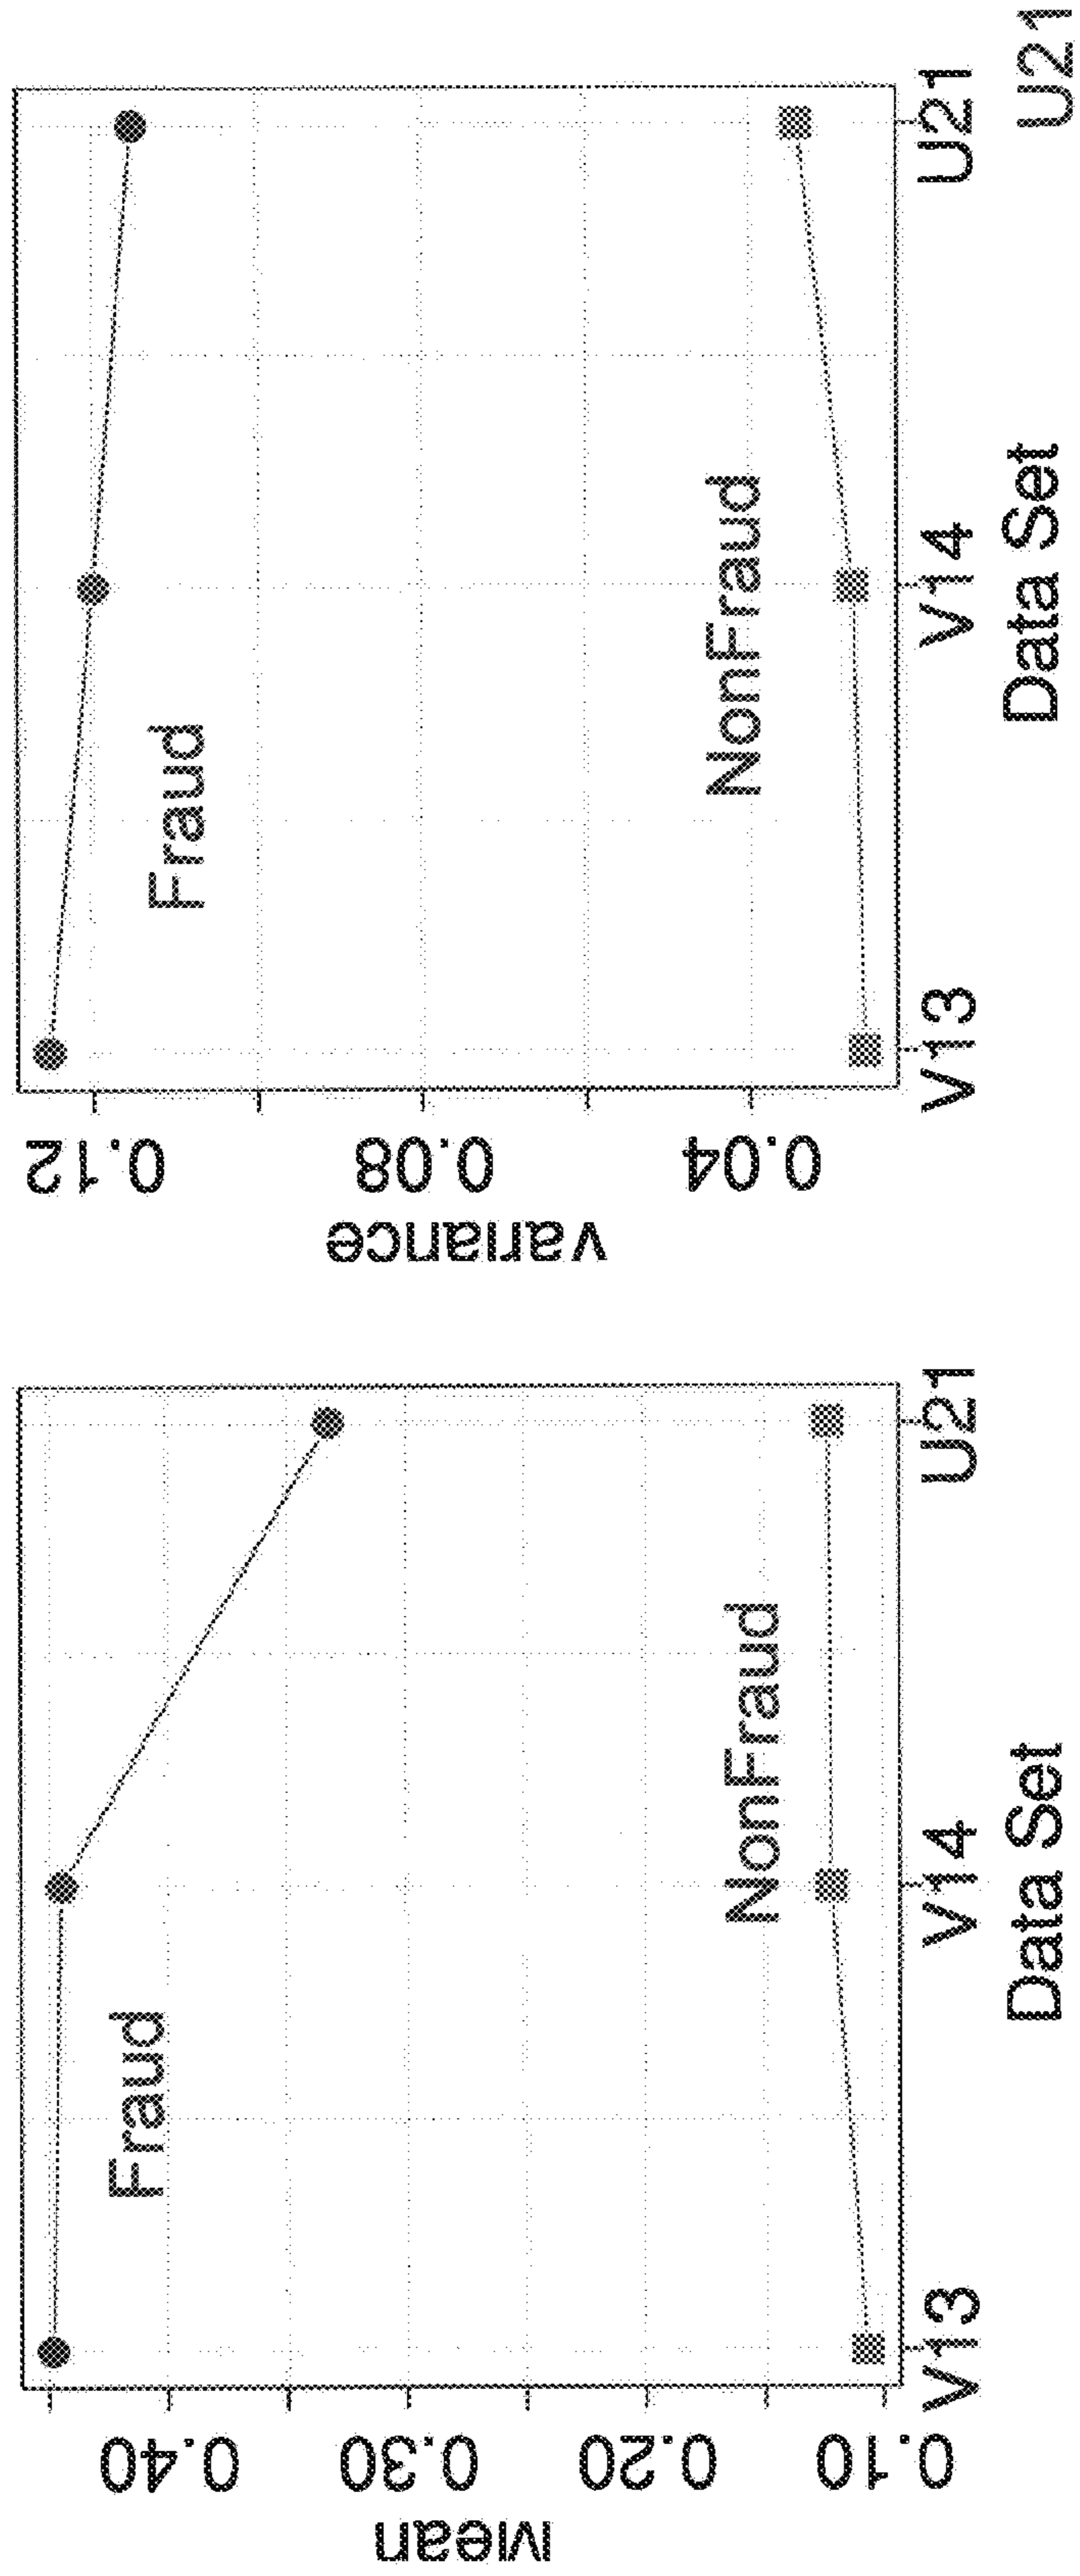 Mean
0.40
0.30
0.20
0.10
Fraud
NonFraud
V13
V14
U21
Data Set
variance
0.12
0.08
0.04
Fraud
NonFraud
V13
V14
U21
Data Set
U21